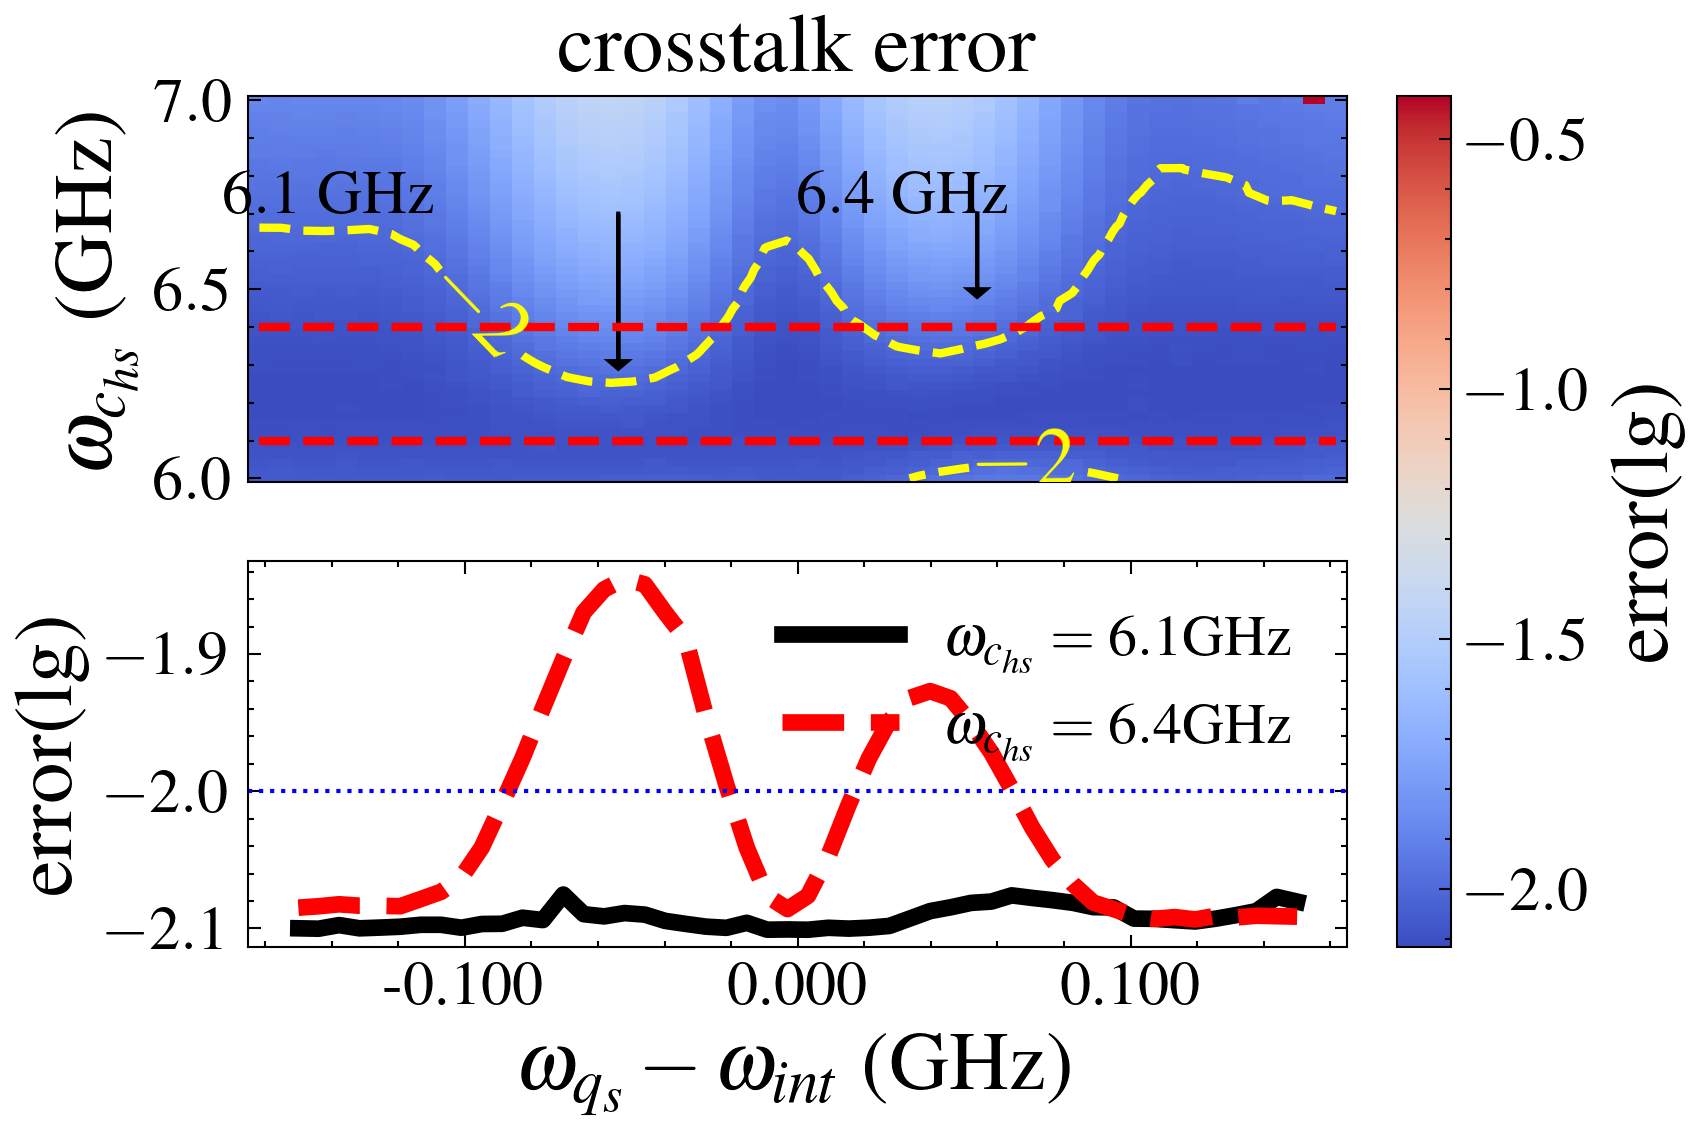 crosstalk error
7.0
6.5
6.0
ω_{c_{hs}} (GHz)
6.1 GHz
6.4 GHz
−2
−2
−0.5
−1.0
−1.5
−2.0
error(lg)
−1.9
−2.0
−2.1
error(lg)
ω_{c_{hs}} = 6.1GHz
ω_{c_{hs}} = 6.4GHz
-0.100 0.000 0.100
ω_{q_s} − ω_{int} (GHz)